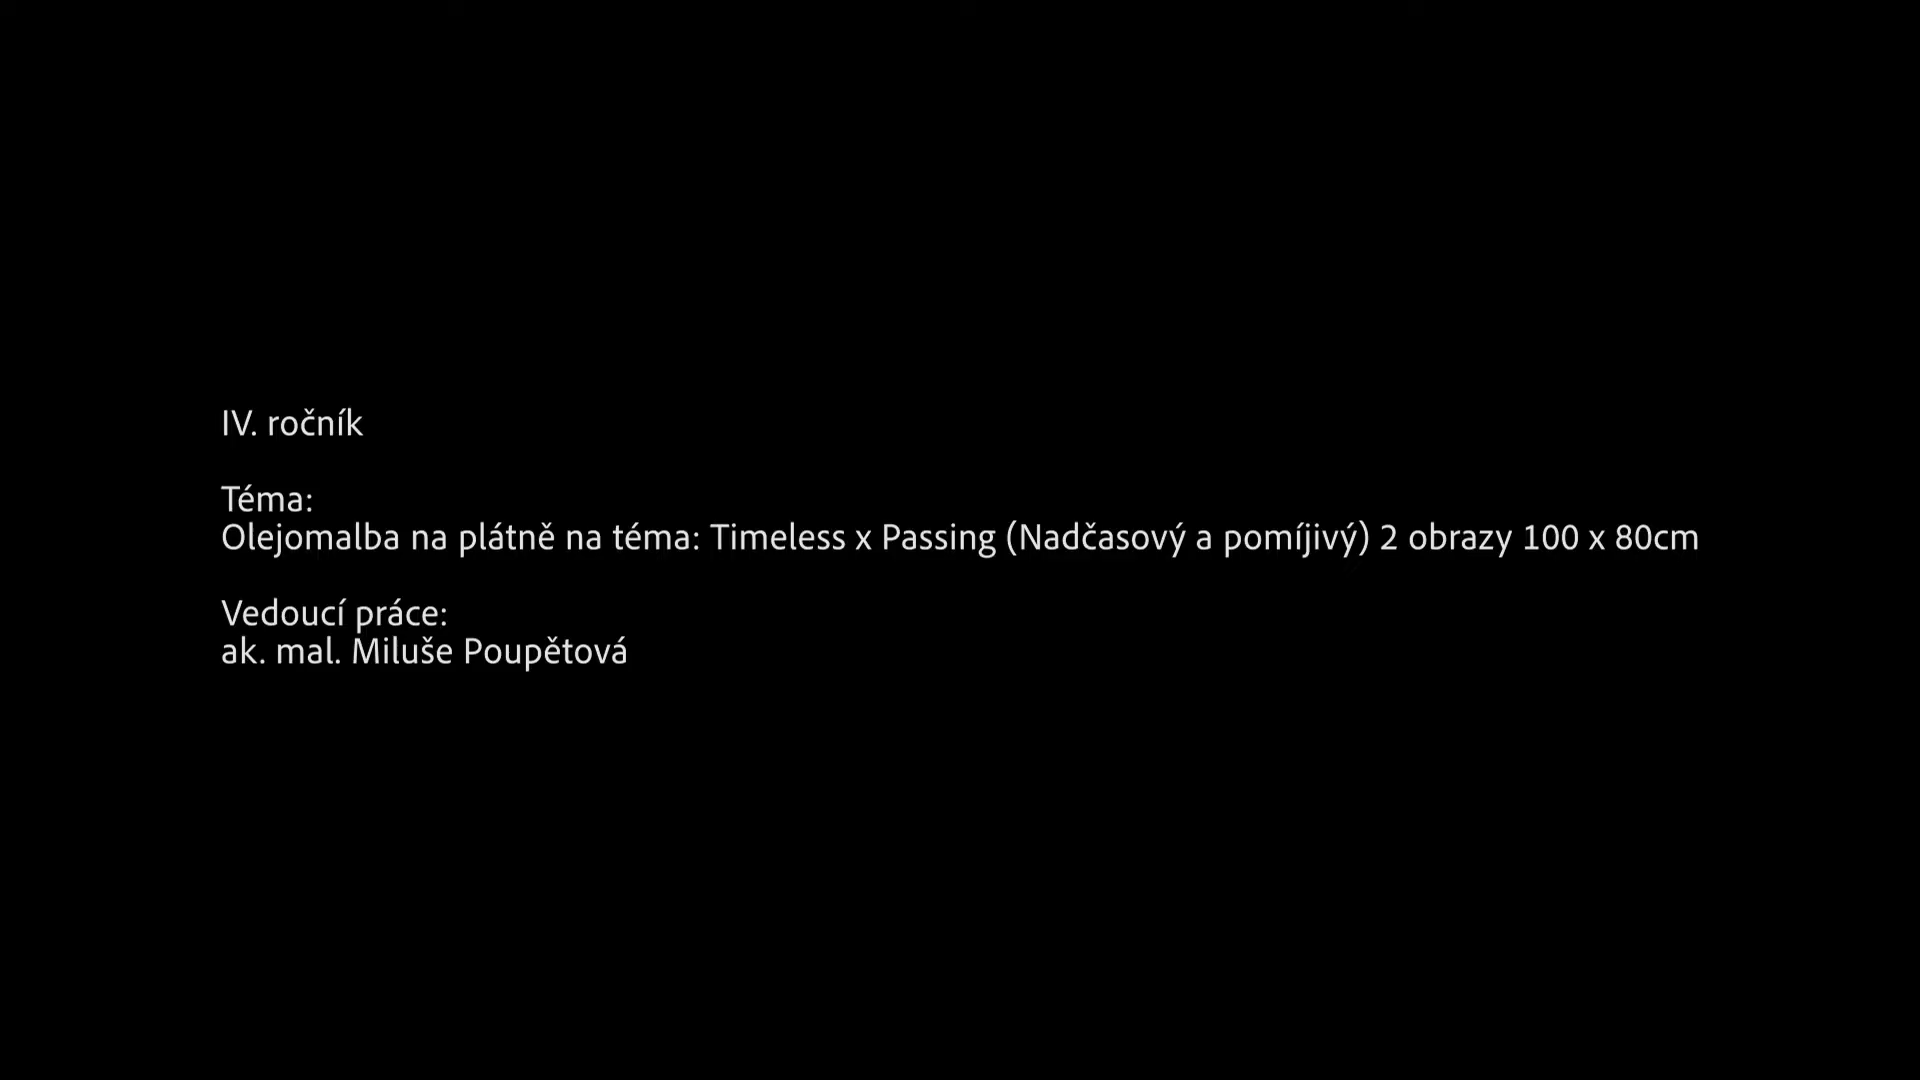 IV. ročník
Téma:
Olejomalba na plátně na téma: Timeless x Passing (Nadčasový a pomíjivý) 2 obrazy 100 x 80cm
Vedoucí práce:
ak. mal. Miluše Poupětová